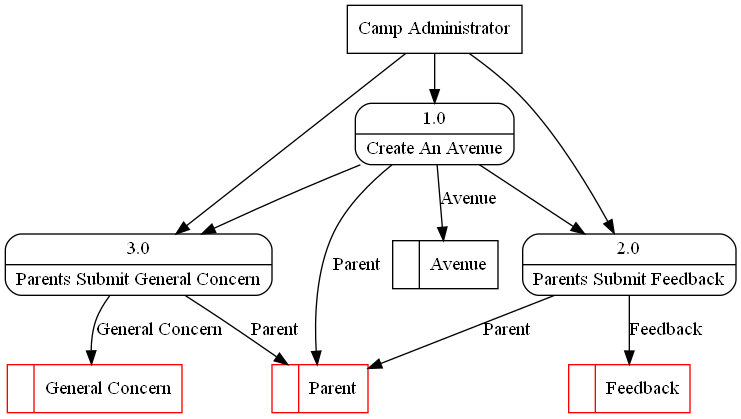 Camp Administrator
1.0
Create An Avenue
Avenue
3.0
Parents Submit General Concern
Parent
Avenue
2.0
Parents Submit Feedback
General Concern
Parent
Parent
Feedback
General Concern
Parent
Feedback